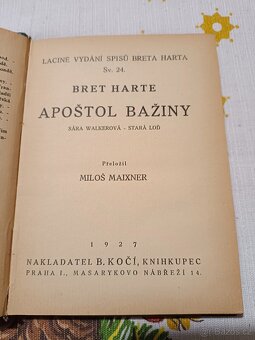 LACINÉ VYDÁNÍ SPISŮ BRETA HARTA
Sv. 24.
BRET HARTE
APOŠTOL BAŽINY
SÁRA WALKEROVÁ - STARÁ LOĎ
Přeložil
MILOŠ MAIXNER
1927
NAKLADATEL B. KOČÍ, KNIHKUPEC
PRAHA I., MASARYKOVO NÁBŘEŽÍ 14.